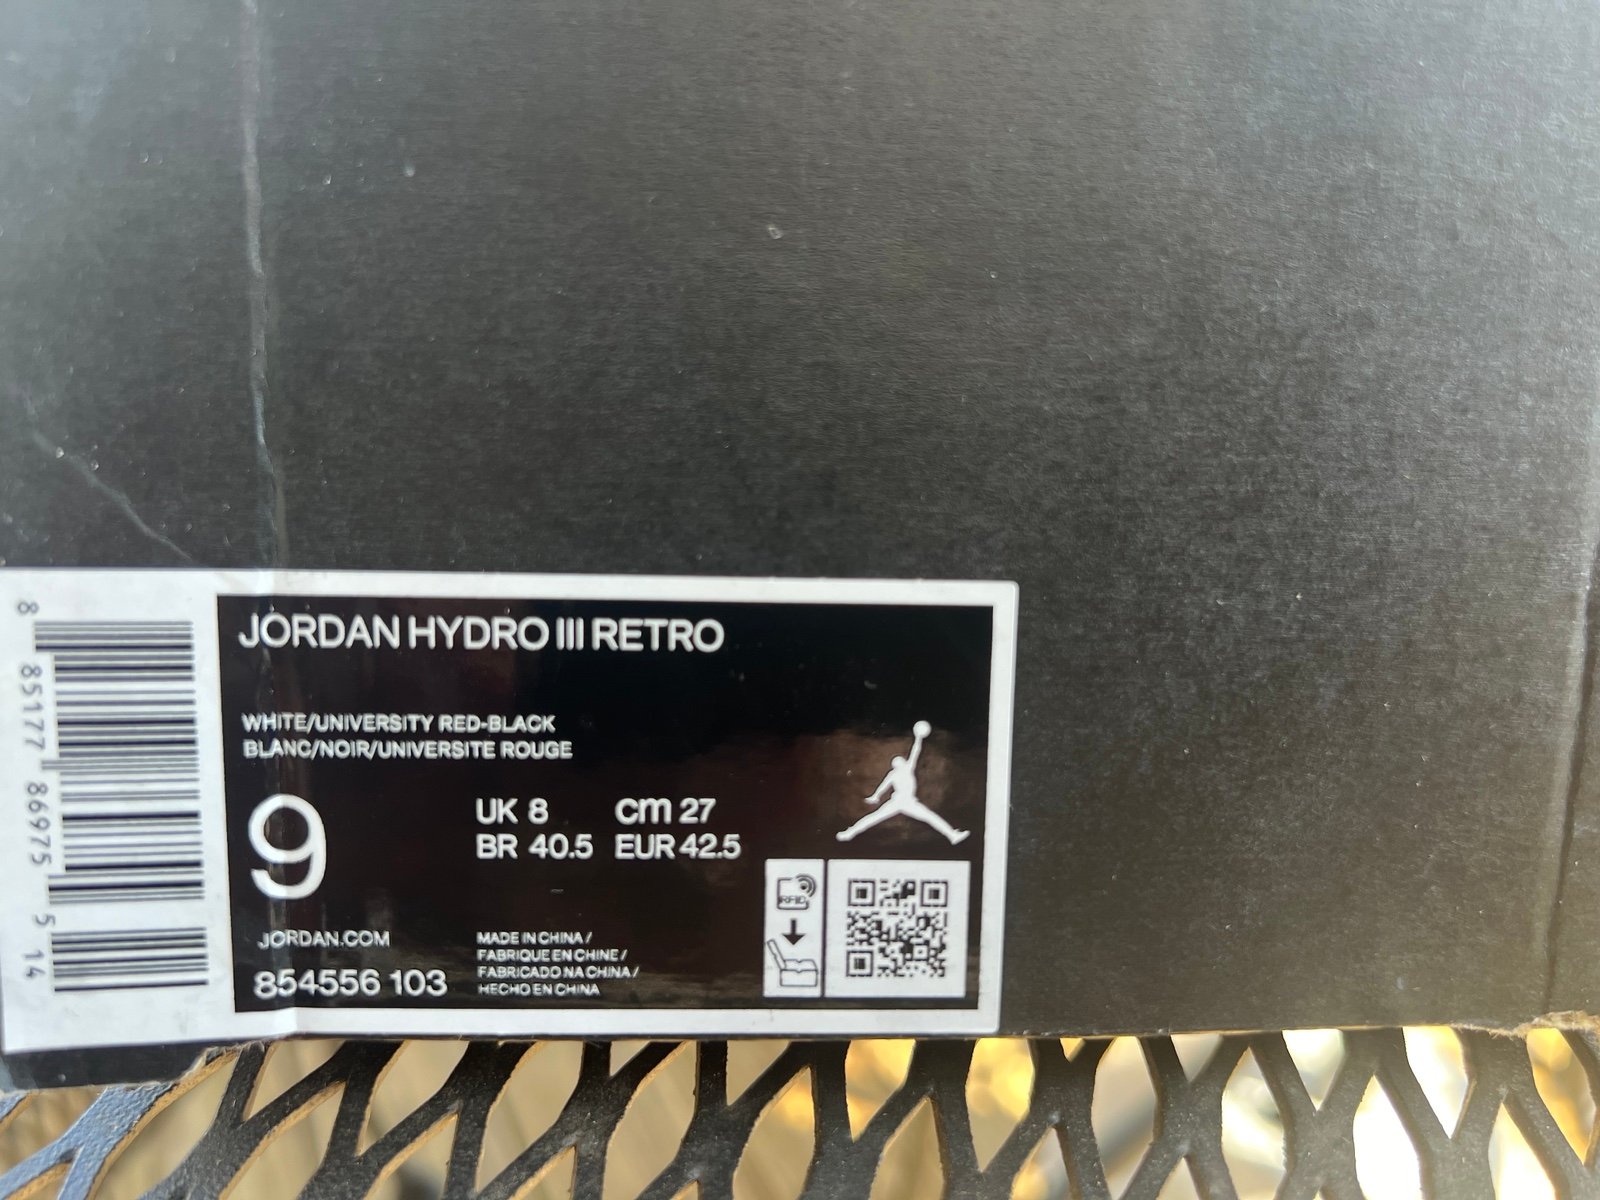 JORDAN HYDRO III RETRO
WHITE/UNIVERSITY RED-BLACK
BLANC/NOIR/UNIVERSITE ROUGE
9
UK 8 cm 27
BR 40.5 EUR 42.5
JORDAN.COM
854556 103
MADE IN CHINA /
FABRIQUE EN CHINE /
FABRICADO NA CHINA /
HECHO EN CHINA
RFID
8 85177 86975 5 14